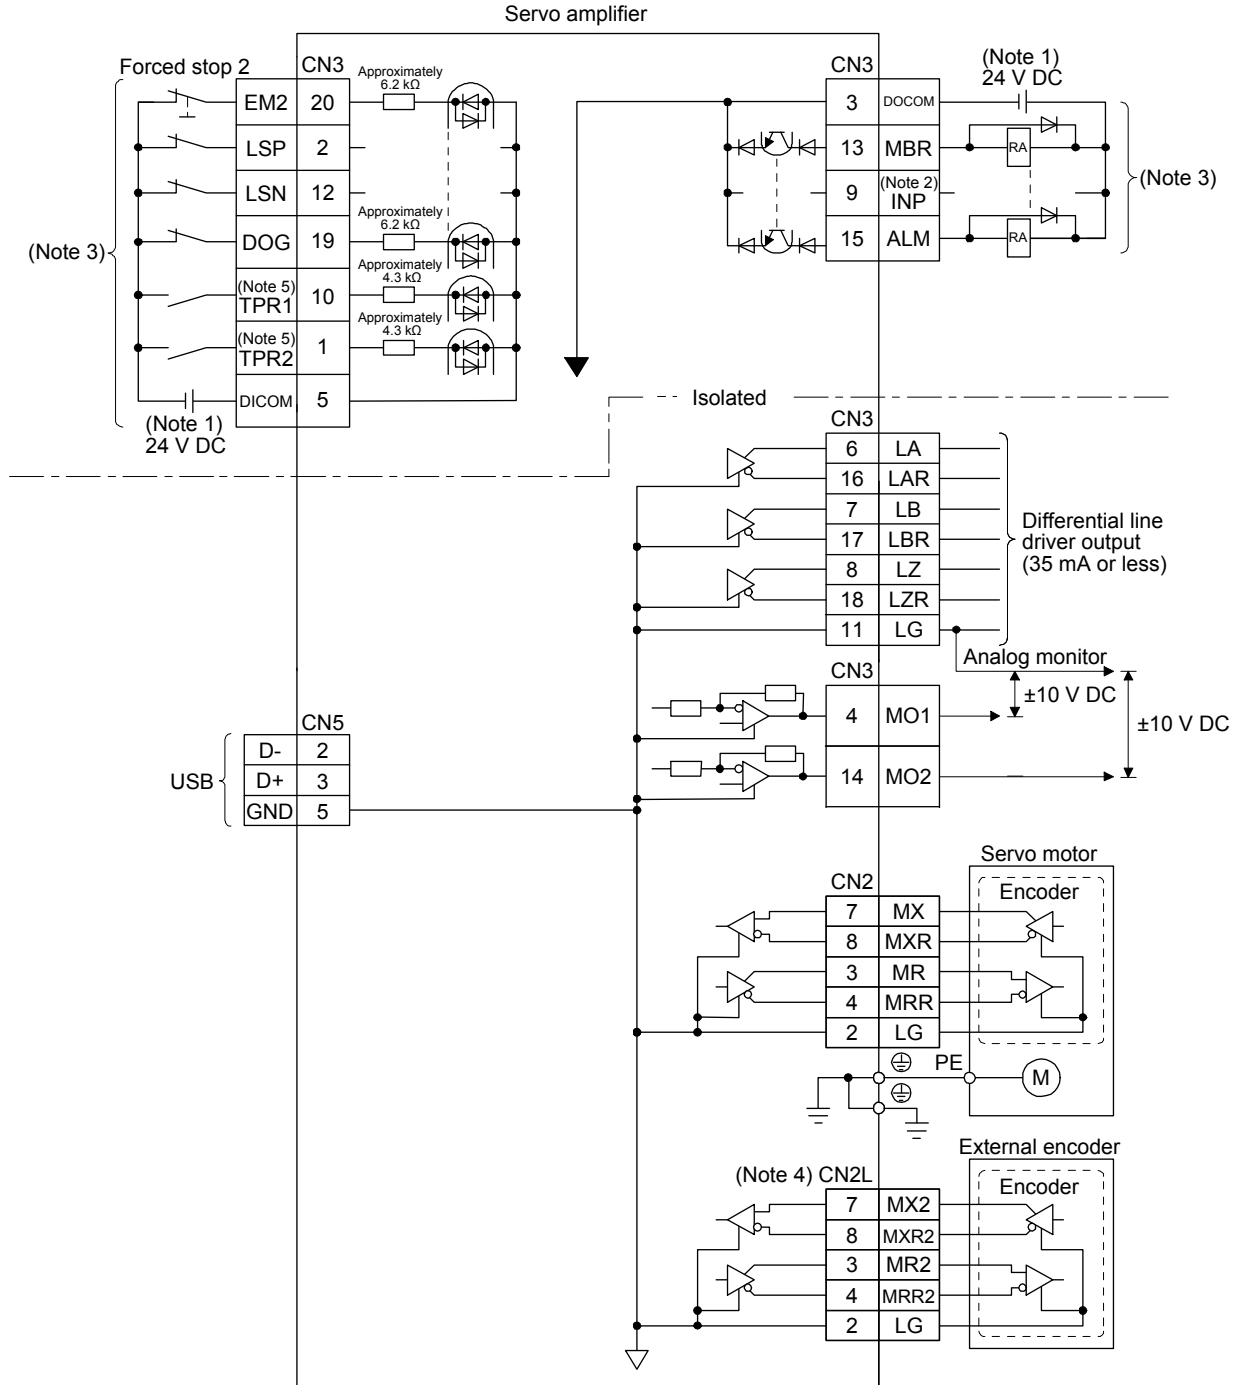 Servo amplifier
Forced stop 2
CN3
EM2 20 Approximately 6.2 kΩ
LSP 2
LSN 12
DOG 19 Approximately 6.2 kΩ
(Note 5) TPR1 10 Approximately 4.3 kΩ
(Note 5) TPR2 1 Approximately 4.3 kΩ
DICOM 5
(Note 3)
(Note 1)
24 V DC
CN3
(Note 1)
24 V DC
3 DOCOM
13 MBR RA
9 (Note 2) INP
15 ALM RA
(Note 3)
Isolated
CN3
6 LA
16 LAR
7 LB
17 LBR
8 LZ
18 LZR
11 LG
Differential line
driver output
(35 mA or less)
Analog monitor
CN3
4 MO1
±10 V DC
14 MO2
±10 V DC
CN5
USB
D- 2
D+ 3
GND 5
Servo motor
Encoder
CN2
7 MX
8 MXR
3 MR
4 MRR
2 LG
PE
M
External encoder
Encoder
(Note 4) CN2L
7 MX2
8 MXR2
3 MR2
4 MRR2
2 LG